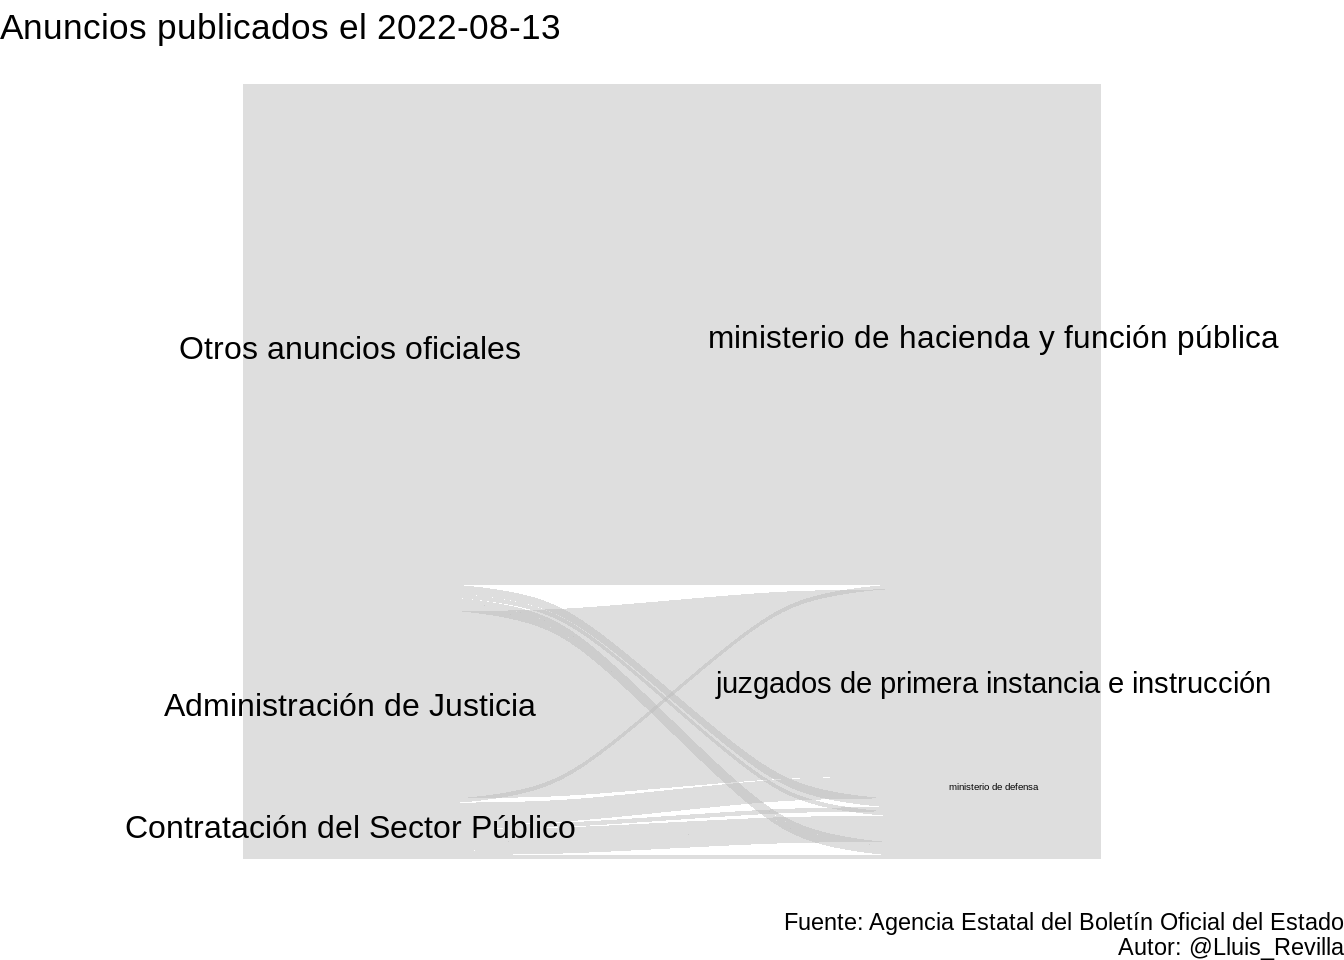 Anuncios publicados el 2022-08-13
Otros anuncios oficiales
ministerio de hacienda y función pública
juzgados de primera instancia e instrucción
Administración de Justicia
ministerio de defensa
Contratación del Sector Público
Fuente: Agencia Estatal del Boletín Oficial del Estado
Autor: @Lluis_Revilla